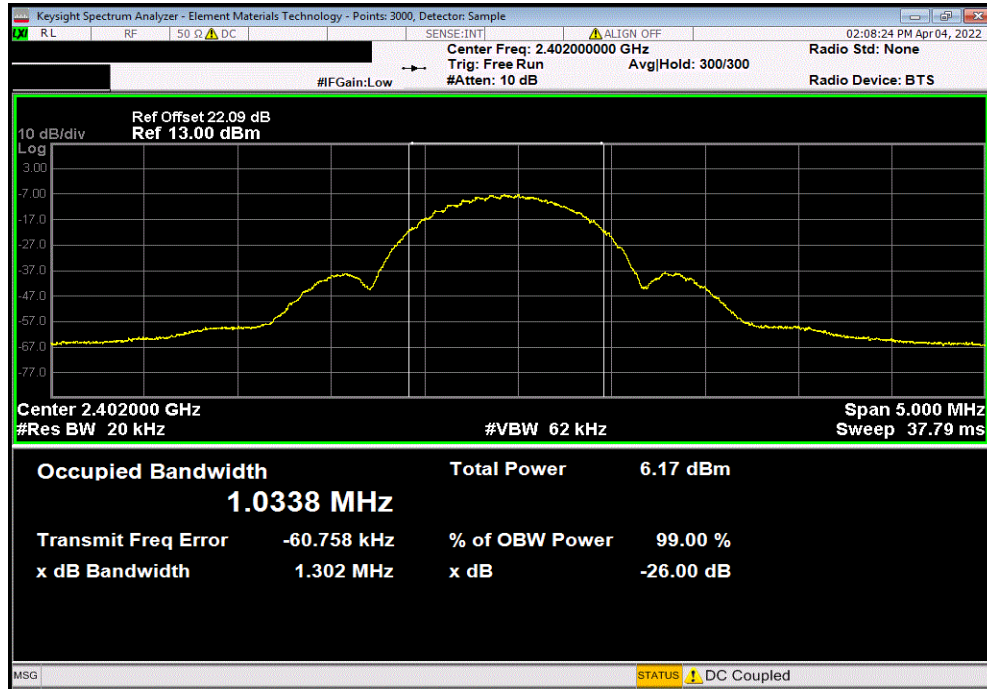 Keysight Spectrum Analyzer - Element Materials Technology - Points: 3000, Detector: Sample
LXI RL RF 50 Ω DC SENSE:INT ALIGN OFF 02:08:24 PM Apr 04, 2022
Center Freq: 2.402000000 GHz Radio Std: None
Trig: Free Run Avg|Hold: 300/300
#IFGain:Low #Atten: 10 dB Radio Device: BTS
Ref Offset 22.09 dB
10 dB/div Ref 13.00 dBm
Log
3.00
-7.00
-17.0
-27.0
-37.0
-47.0
-57.0
-67.0
-77.0
Center 2.402000 GHz Span 5.000 MHz
#Res BW 20 kHz #VBW 62 kHz Sweep 37.79 ms
Occupied Bandwidth Total Power 6.17 dBm
1.0338 MHz
Transmit Freq Error -60.758 kHz % of OBW Power 99.00 %
x dB Bandwidth 1.302 MHz x dB -26.00 dB
MSG STATUS DC Coupled